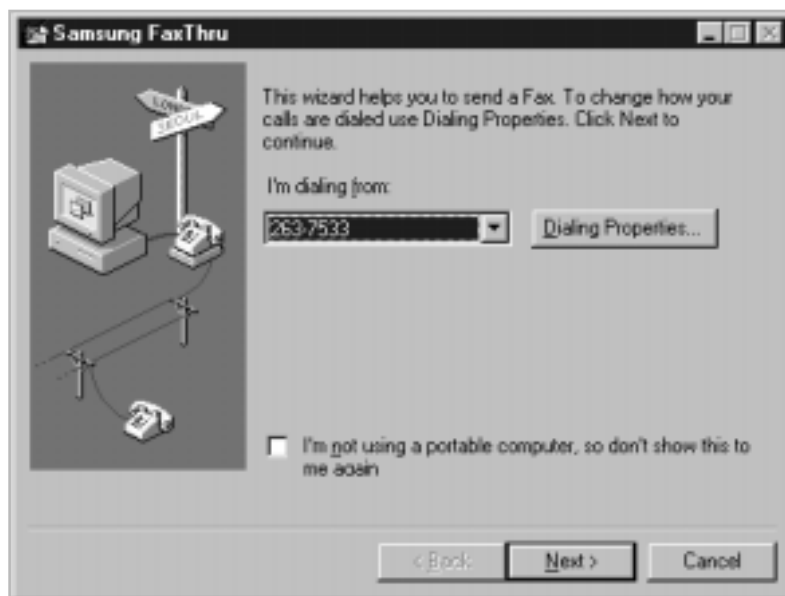 Samsung FaxThru
LOND
SEOUL
This wizard helps you to send a Fax. To change how your
calls are dialed use Dialing Properties. Click Next to
continue.
I'm dialing from:
263-7533
Dialing Properties...
I'm not using a portable computer, so don't show this to
me again
< Back
Next >
Cancel